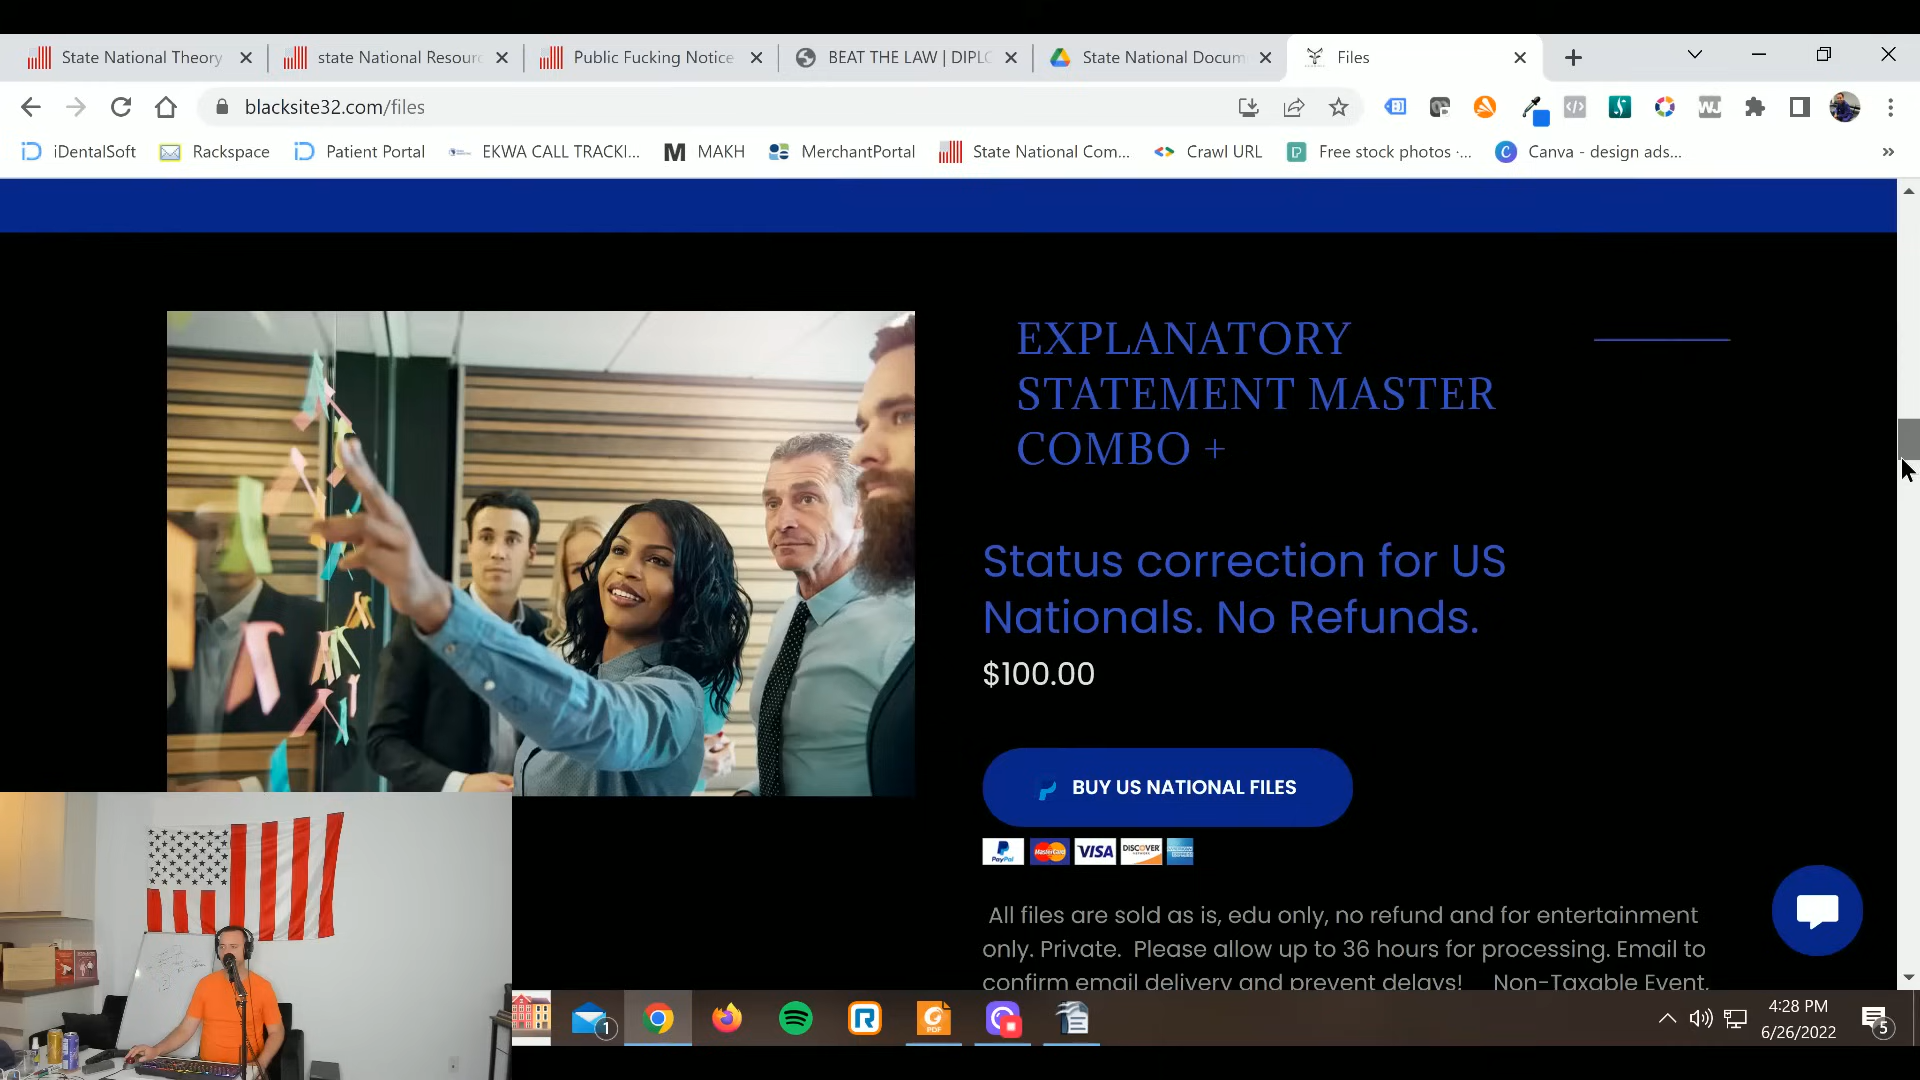 State National Theory
state National Resourc
Public Fucking Notice
BEAT THE LAW | DIPLO
State National Docum
Files
blacksite32.com/files
iDentalSoft
Rackspace
Patient Portal
EKWA CALL TRACKI...
MAKH
MerchantPortal
State National Com...
Crawl URL
Free stock photos ·...
Canva - design ads...
»
EXPLANATORY
STATEMENT MASTER
COMBO +
Status correction for US
Nationals. No Refunds.
$100.00
BUY US NATIONAL FILES
PayPal
MasterCard
VISA
DISCOVER
All files are sold as is, edu only, no refund and for entertainment
only. Private. Please allow up to 36 hours for processing. Email to
confirm email delivery and prevent delays! Non-Taxable Event.
1
PDF
4:28 PM
6/26/2022
5